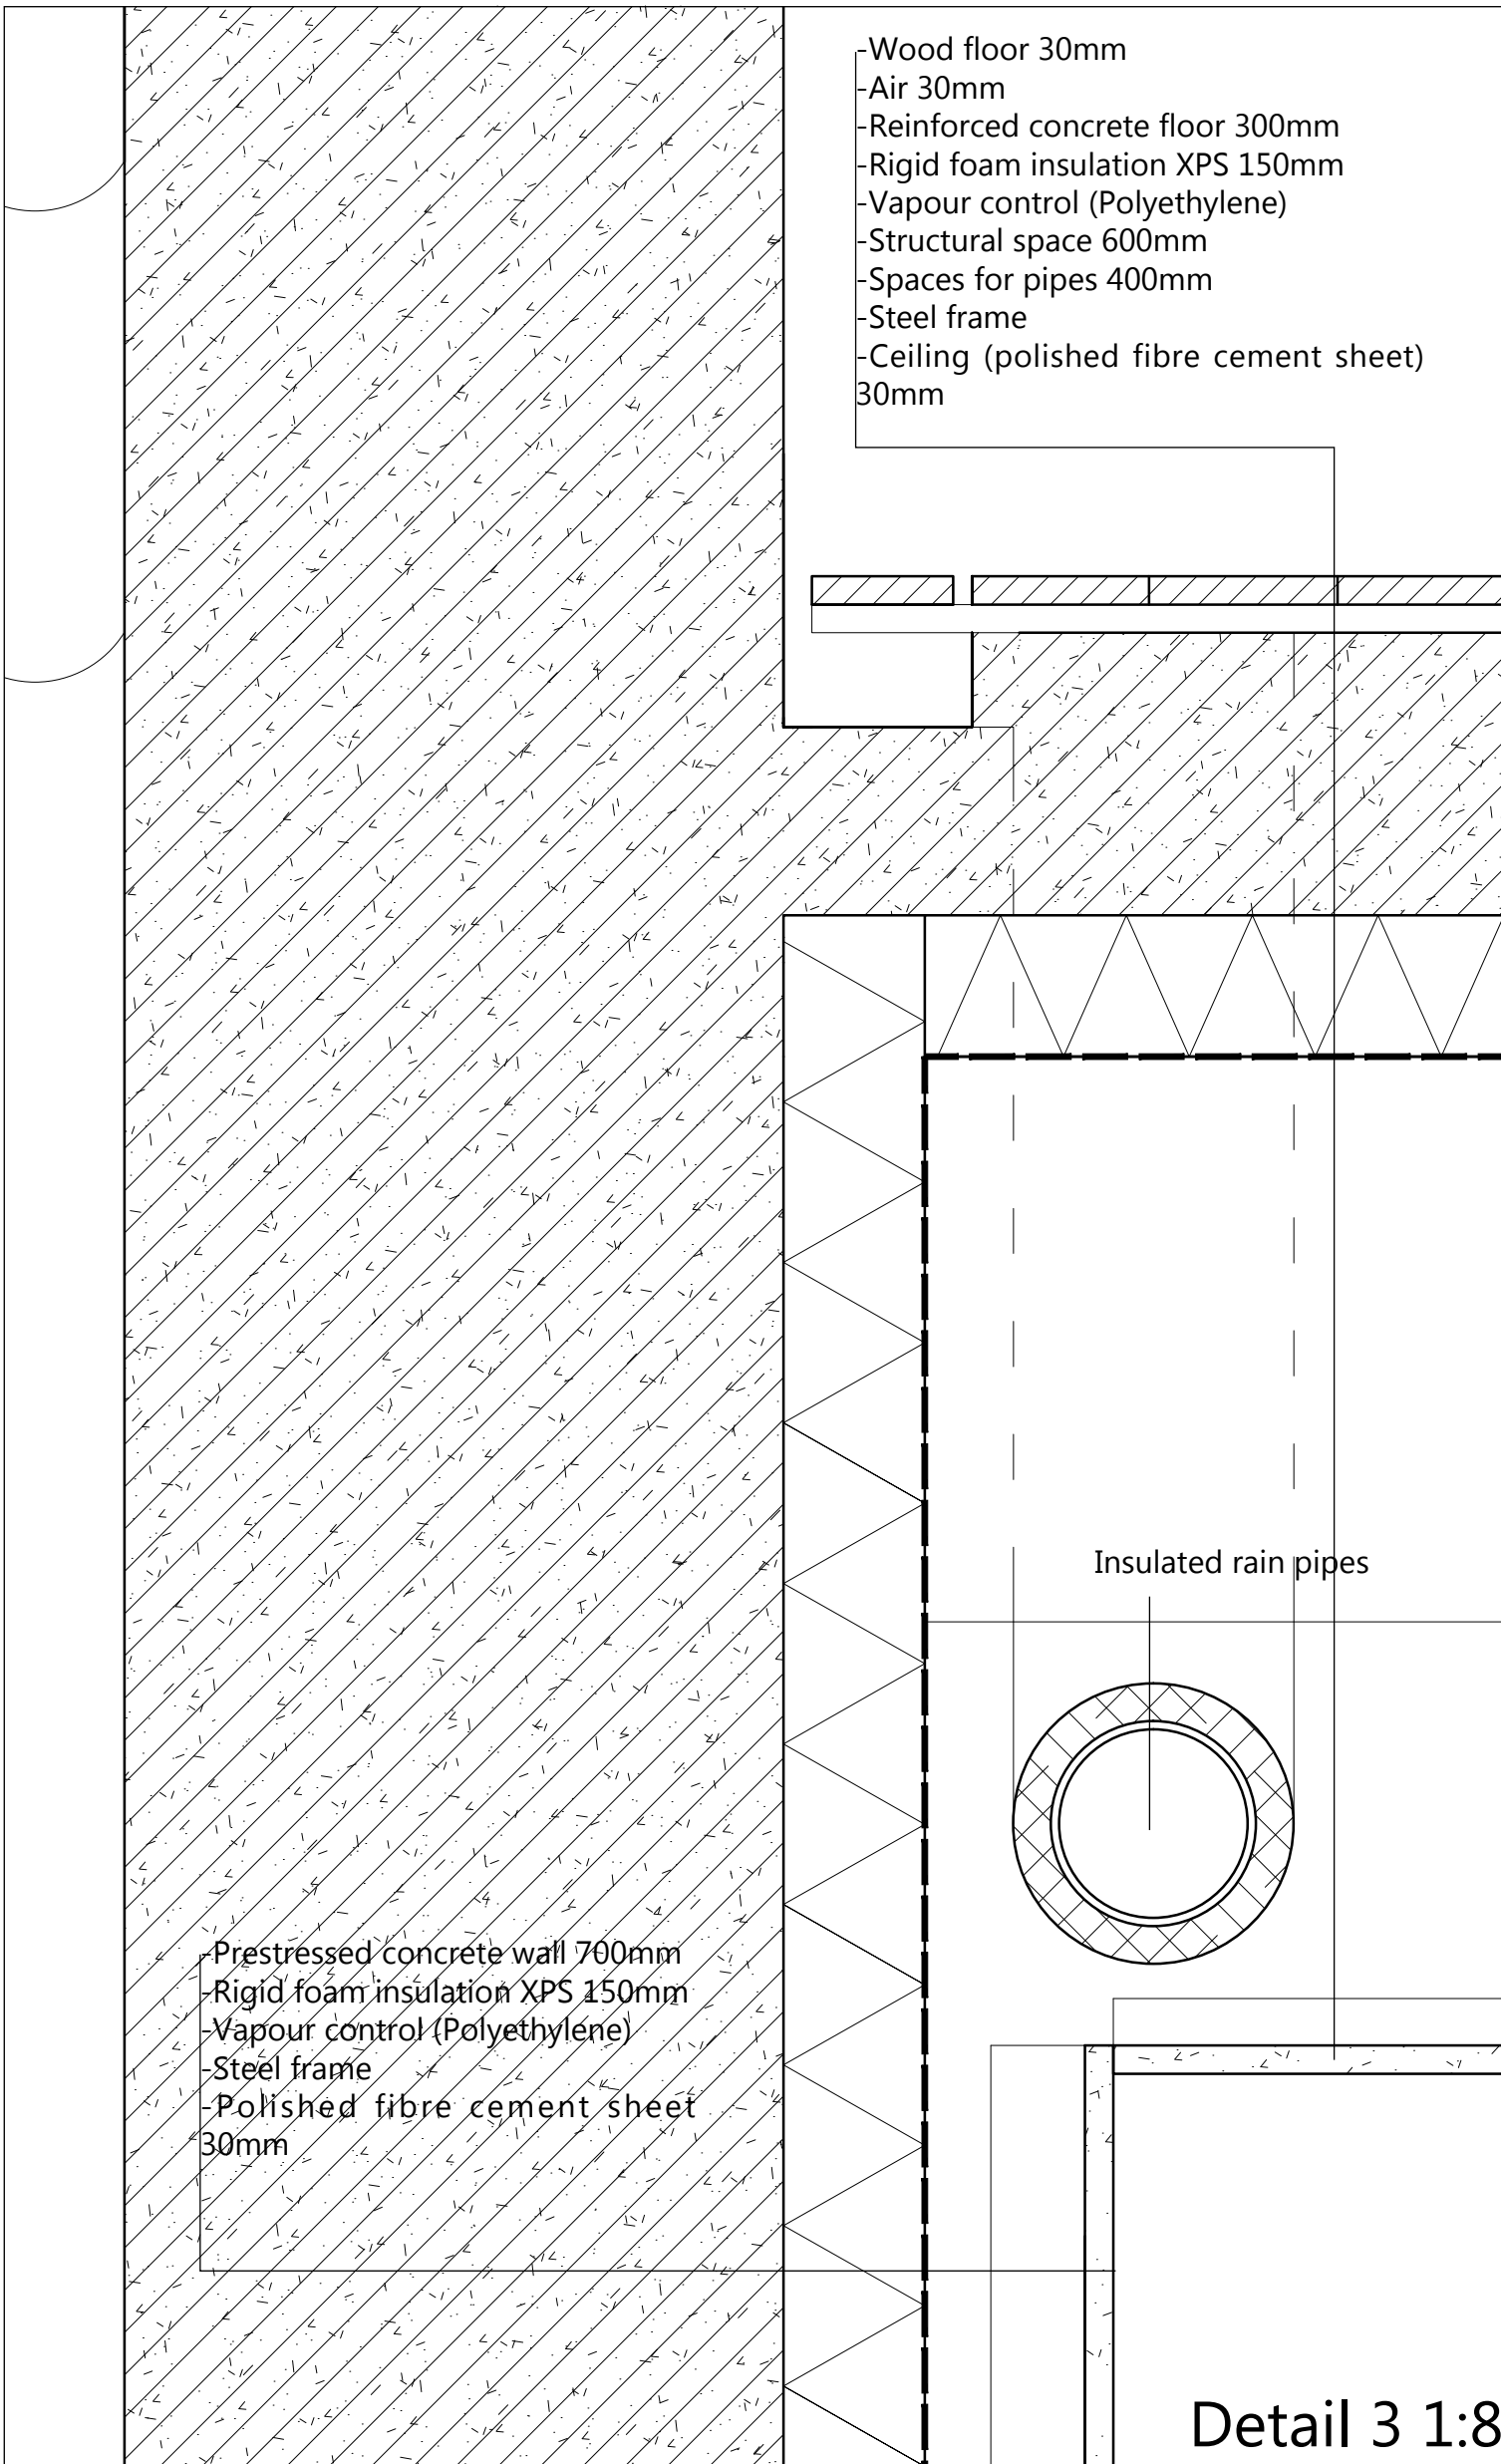 -Wood floor 30mm
-Air 30mm
-Reinforced concrete floor 300mm
-Rigid foam insulation XPS 150mm
-Vapour control (Polyethylene)
-Structural space 600mm
-Spaces for pipes 400mm
-Steel frame
-Ceiling (polished fibre cement sheet)
30mm
Insulated rain pipes
-Prestressed concrete wall 700mm
-Rigid foam insulation XPS 150mm
-Vapour control (Polyethylene)
-Steel frame
-Polished fibre cement sheet
30mm
Detail 3 1:8